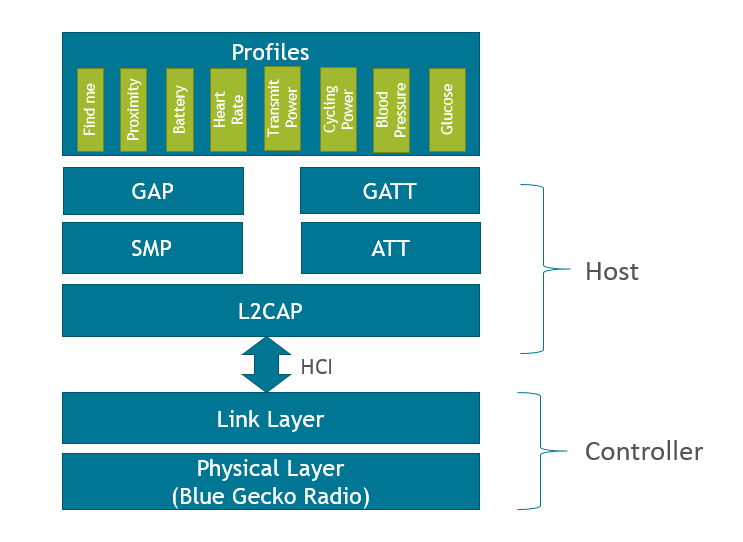 Profiles
Find me
Proximity
Battery
Heart
Rate
Transmit
Power
Cycling
Power
Blood
Pressure
Glucose
GAP
GATT
SMP
ATT
Host
L2CAP
HCI
Link Layer
Controller
Physical Layer
(Blue Gecko Radio)